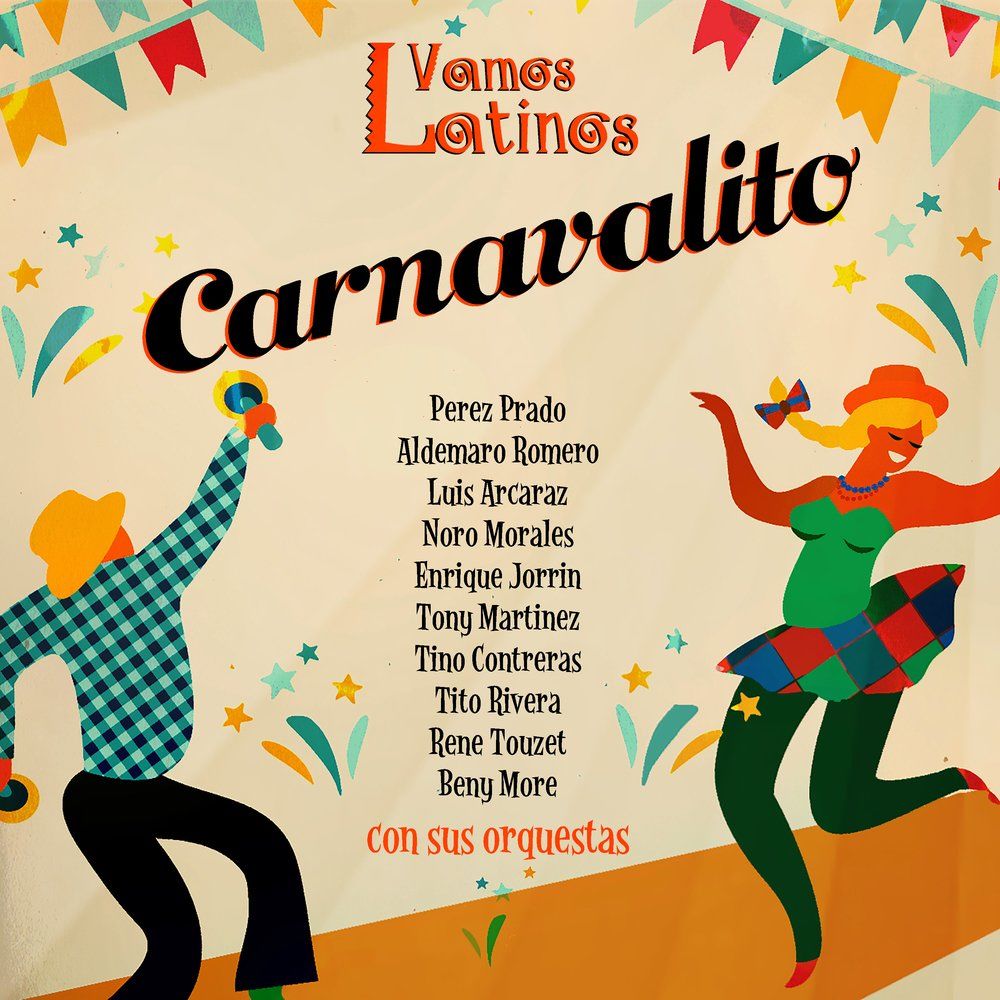 Vamos
Latinos
Carnavalito
Perez Prado
Aldemaro Romero
Luis Arcaraz
Noro Morales
Enrique Jorrin
Tony Martinez
Tino Contreras
Tito Rivera
Rene Touzet
Beny More
con sus orquestas